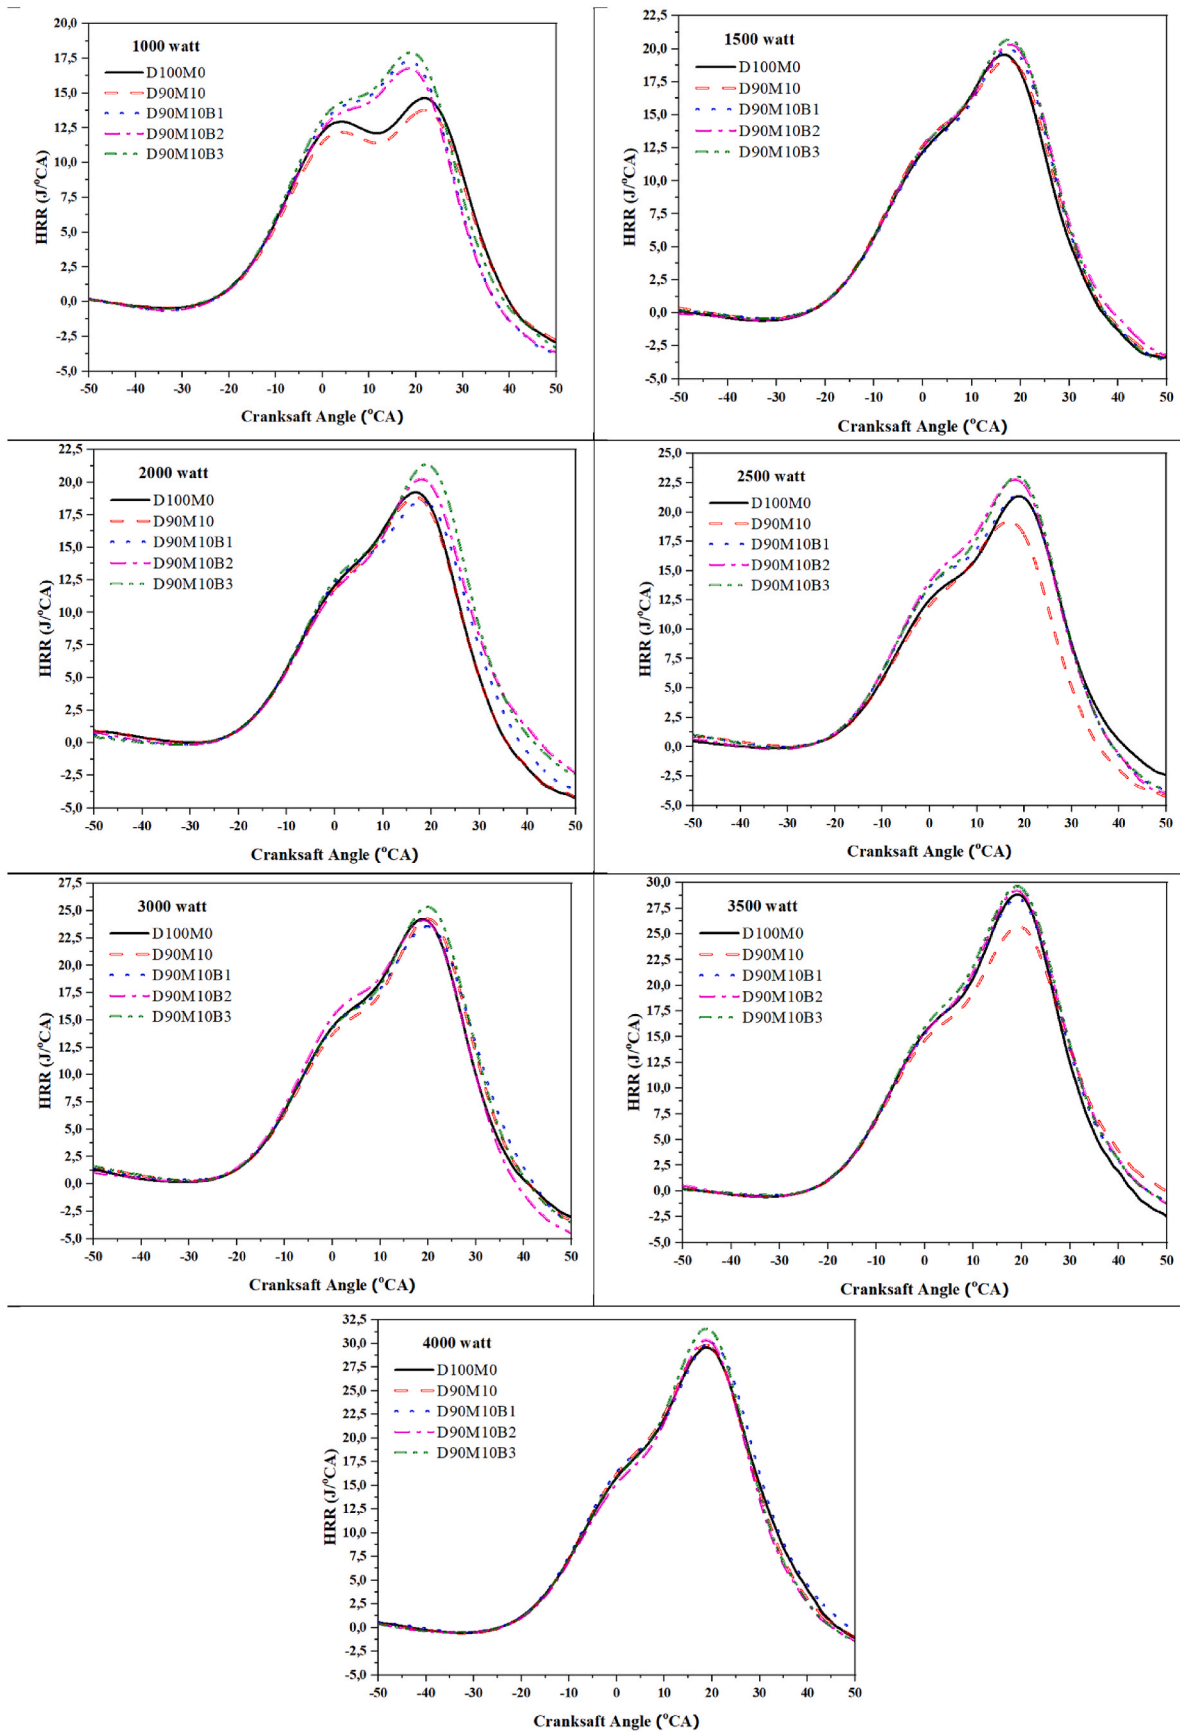 1000 watt
D100M0
D90M10
D90M10B1
D90M10B2
D90M10B3
HRR (J/°CA)
20,0
17,5
15,0
12,5
10,0
7,5
5,0
2,5
0,0
-2,5
-5,0
-50 -40 -30 -20 -10 0 10 20 30 40 50
Cranksaft Angle (°CA)
1500 watt
D100M0
D90M10
D90M10B1
D90M10B2
D90M10B3
HRR (J/°CA)
22,5
20,0
17,5
15,0
12,5
10,0
7,5
5,0
2,5
0,0
-2,5
-5,0
-50 -40 -30 -20 -10 0 10 20 30 40 50
Cranksaft Angle (°CA)
2000 watt
D100M0
D90M10
D90M10B1
D90M10B2
D90M10B3
HRR (J/°CA)
22,5
20,0
17,5
15,0
12,5
10,0
7,5
5,0
2,5
0,0
-2,5
-5,0
-50 -40 -30 -20 -10 0 10 20 30 40 50
Cranksaft Angle (°CA)
2500 watt
D100M0
D90M10
D90M10B1
D90M10B2
D90M10B3
HRR (J/°CA)
25,0
22,5
20,0
17,5
15,0
12,5
10,0
7,5
5,0
2,5
0,0
-2,5
-5,0
-50 -40 -30 -20 -10 0 10 20 30 40 50
Cranksaft Angle (°CA)
3000 watt
D100M0
D90M10
D90M10B1
D90M10B2
D90M10B3
HRR (J/°CA)
27,5
25,0
22,5
20,0
17,5
15,0
12,5
10,0
7,5
5,0
2,5
0,0
-2,5
-5,0
-50 -40 -30 -20 -10 0 10 20 30 40 50
Cranksaft Angle (°CA)
3500 watt
D100M0
D90M10
D90M10B1
D90M10B2
D90M10B3
HRR (J/°CA)
30,0
27,5
25,0
22,5
20,0
17,5
15,0
12,5
10,0
7,5
5,0
2,5
0,0
-2,5
-5,0
-50 -40 -30 -20 -10 0 10 20 30 40 50
Cranksaft Angle (°CA)
4000 watt
D100M0
D90M10
D90M10B1
D90M10B2
D90M10B3
HRR (J/°CA)
32,5
30,0
27,5
25,0
22,5
20,0
17,5
15,0
12,5
10,0
7,5
5,0
2,5
0,0
-2,5
-5,0
-50 -40 -30 -20 -10 0 10 20 30 40 50
Cranksaft Angle (°CA)